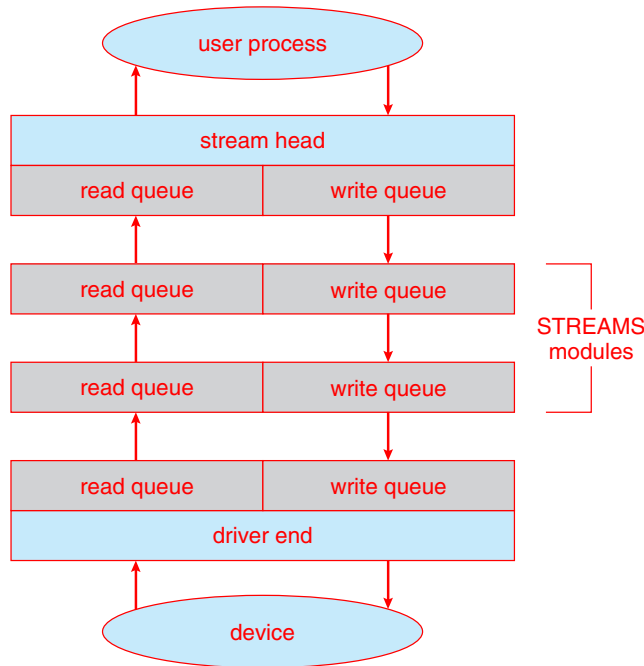 user process
stream head
read queue write queue
read queue write queue
STREAMS
modules
read queue write queue
read queue write queue
driver end
device